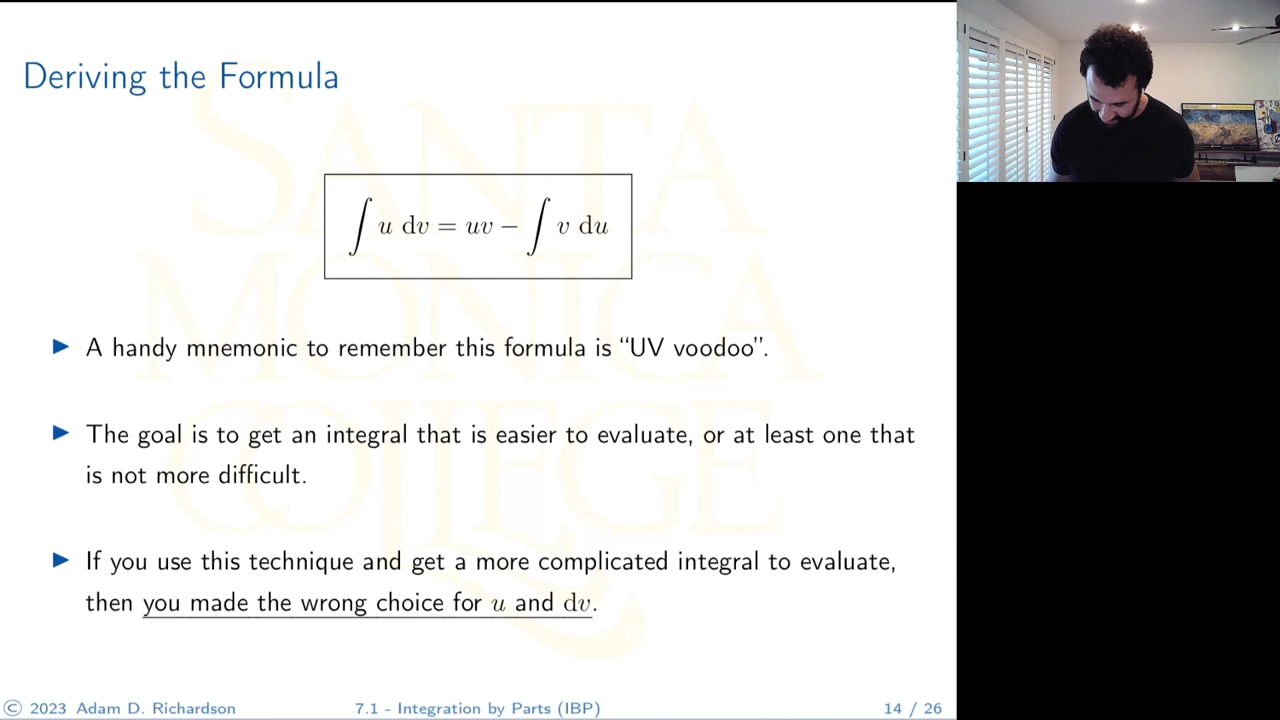 Deriving the Formula
SANTA
MONICA
COLLEGE
∫ u dv = uv − ∫ v du
▶ A handy mnemonic to remember this formula is “UV voodoo”.
▶ The goal is to get an integral that is easier to evaluate, or at least one that
is not more difficult.
▶ If you use this technique and get a more complicated integral to evaluate,
then you made the wrong choice for u and dv.
© 2023 Adam D. Richardson 7.1 - Integration by Parts (IBP) 14 / 26